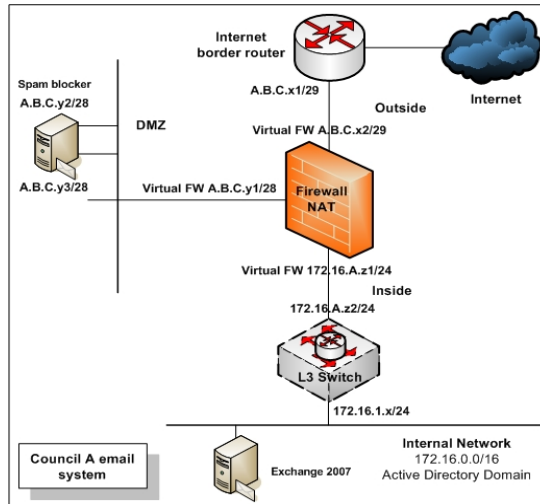 Internet
border router
A.B.C.x1/29
Internet
Outside
Spam blocker
A.B.C.y2/28
DMZ
Virtual FW A.B.C.x2/29
A.B.C.y3/28
Virtual FW A.B.C.y1/28
Firewall
NAT
Virtual FW 172.16.A.z1/24
Inside
172.16.A.z2/24
L3 Switch
172.16.1.x/24
Council A email
system
Exchange 2007
Internal Network
172.16.0.0/16
Active Directory Domain